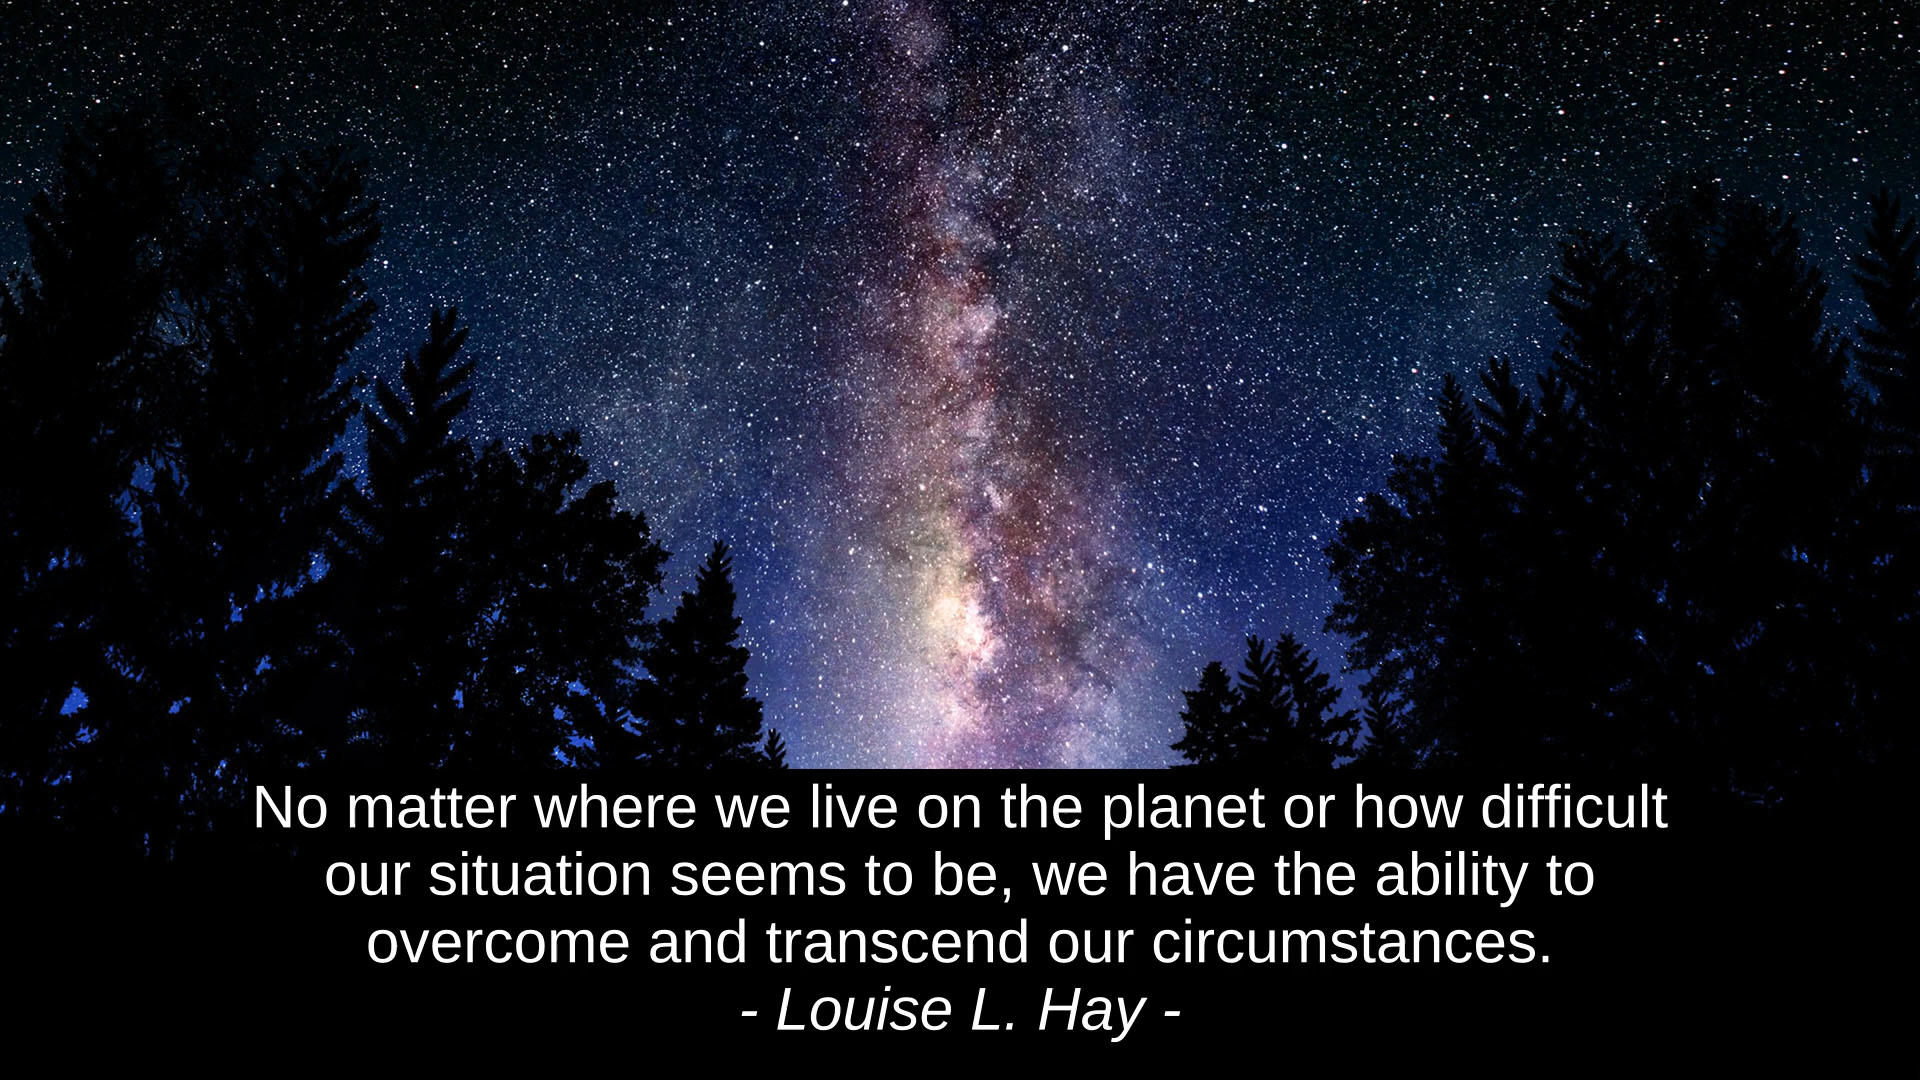 No matter where we live on the planet or how difficult
our situation seems to be, we have the ability to
overcome and transcend our circumstances.
- Louise L. Hay -